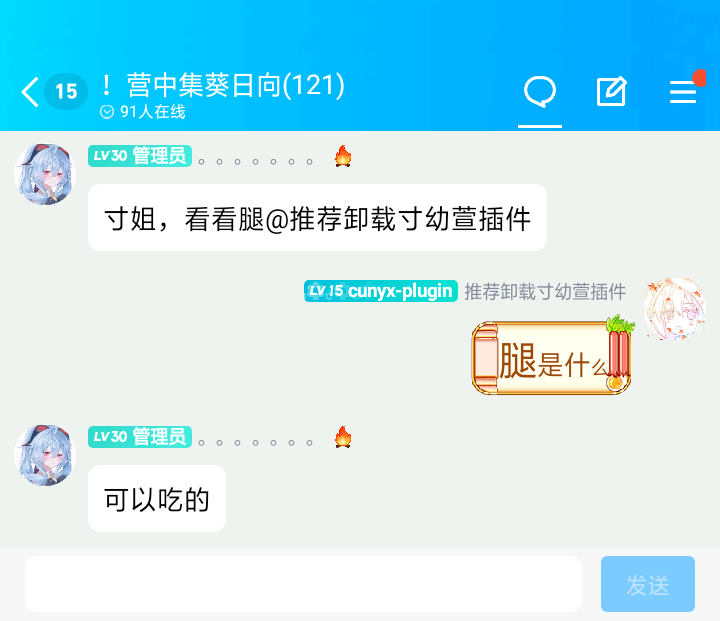 15
！营中集葵日向(121)
91人在线
LV30 管理员 。。。。。。。
寸姐，看看腿@推荐卸载寸幼萱插件
LV15 cunyx-plugin 推荐卸载寸幼萱插件
腿是什么
LV30 管理员 。。。。。。。
可以吃的
发送